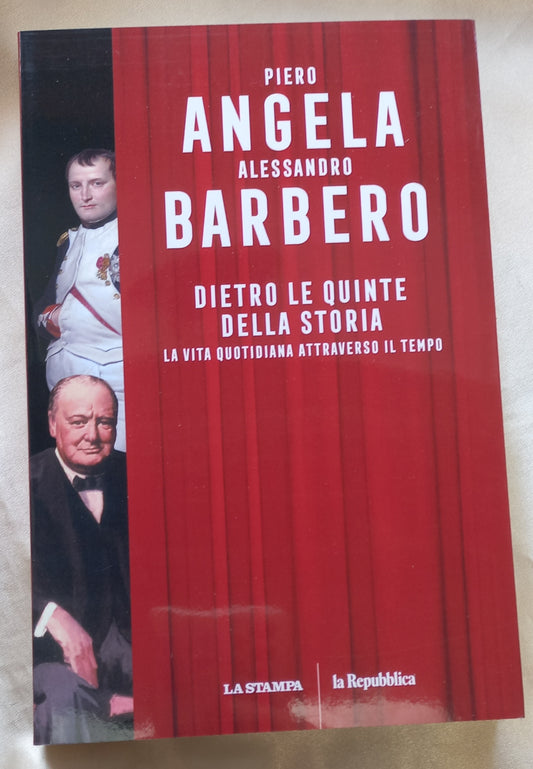 PIERO
ANGELA
ALESSANDRO
BARBERO
DIETRO LE QUINTE
DELLA STORIA
LA VITA QUOTIDIANA ATTRAVERSO IL TEMPO
LA STAMPA | la Repubblica